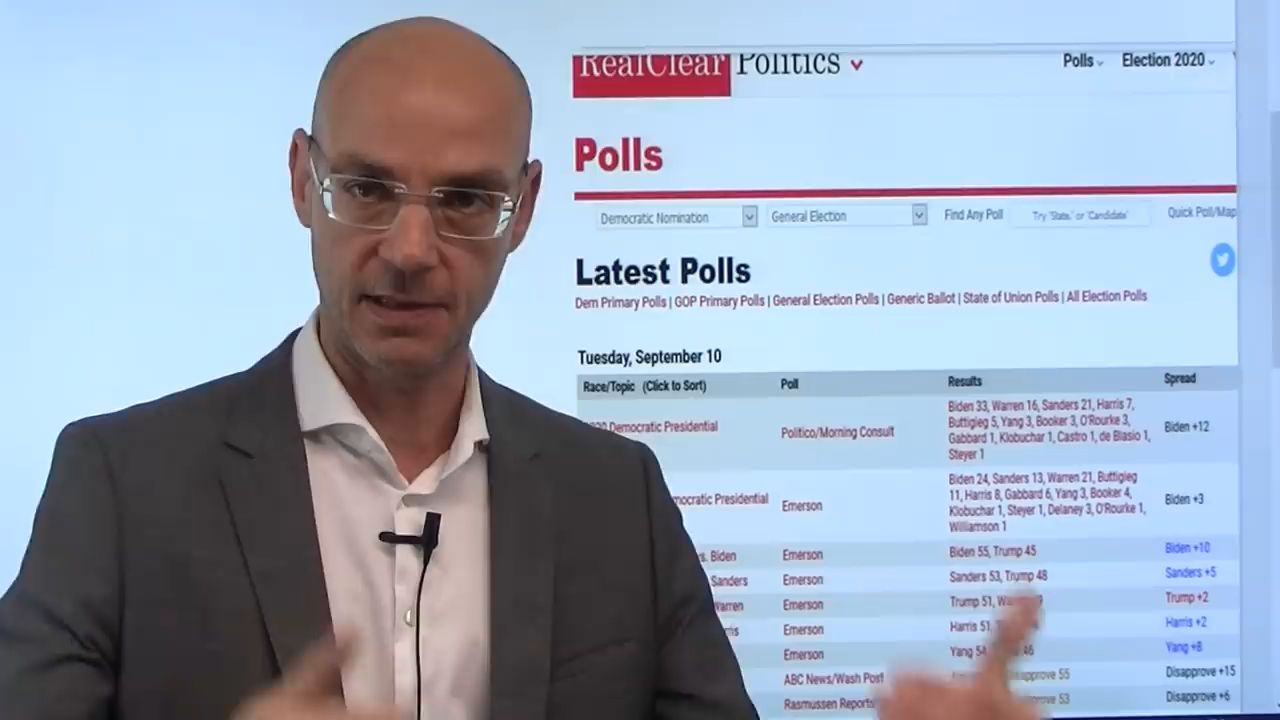 RealClear Politics
Polls Election 2020
Polls
Democratic Nomination General Election Find Any Poll Try 'State,' or 'Candidate' Quick Poll/Map
Latest Polls
Dem Primary Polls | GOP Primary Polls | General Election Polls | Generic Ballot | State of Union Polls | All Election Polls
Tuesday, September 10
Race/Topic (Click to Sort) Poll Results Spread
Democratic Presidential Politico/Morning Consult Biden 33, Warren 16, Sanders 21, Harris 7, Biden +12
Buttigieg 5, Yang 3, Booker 3, O'Rourke 3,
Gabbard 1, Klobuchar 1, Castro 1, de Blasio 1,
Steyer 1
mocratic Presidential Emerson Biden 24, Sanders 13, Warren 21, Buttigieg Biden +3
11, Harris 8, Gabbard 6, Yang 3, Booker 4,
Klobuchar 1, Steyer 1, Delaney 3, O'Rourke 1,
Williamson 1
s. Biden Emerson Biden 55, Trump 45 Biden +10
Sanders Emerson Sanders 53, Trump 48 Sanders +5
Warren Emerson Trump 51, Trump +2
ris Emerson Harris 51, Harris +2
Emerson Yang 46 Yang +8
ABC News/Wash Post approve 55 Disapprove +15
Rasmussen Reports approve 53 Disapprove +6